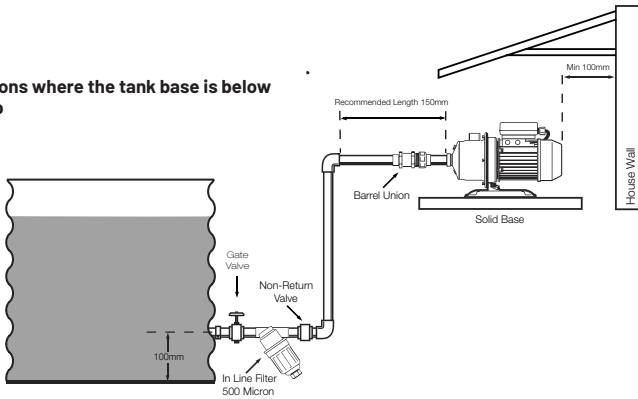 ons where the tank base is below
Min 100mm
Recommended Length 150mm
House Wall
Barrel Union
Solid Base
Gate
Valve
Non-Return
Valve
100mm
In Line Filter
500 Micron